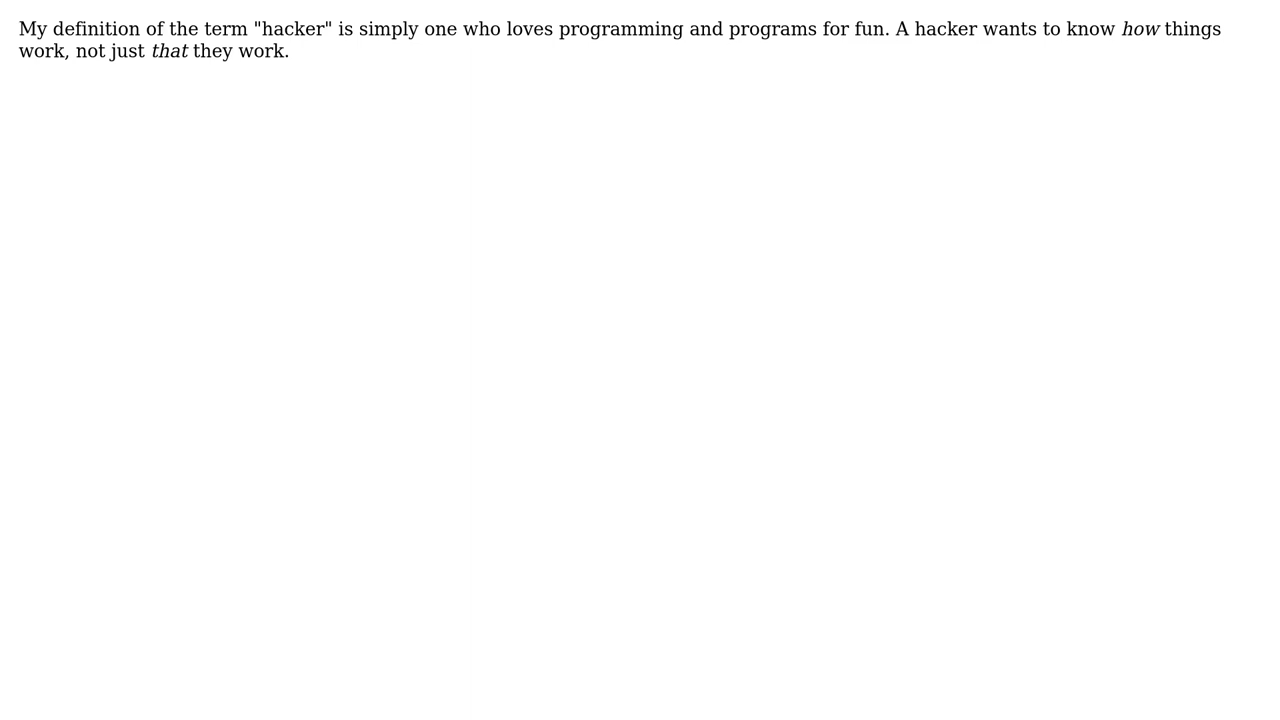 My definition of the term "hacker" is simply one who loves programming and programs for fun. A hacker wants to know how things
work, not just that they work.